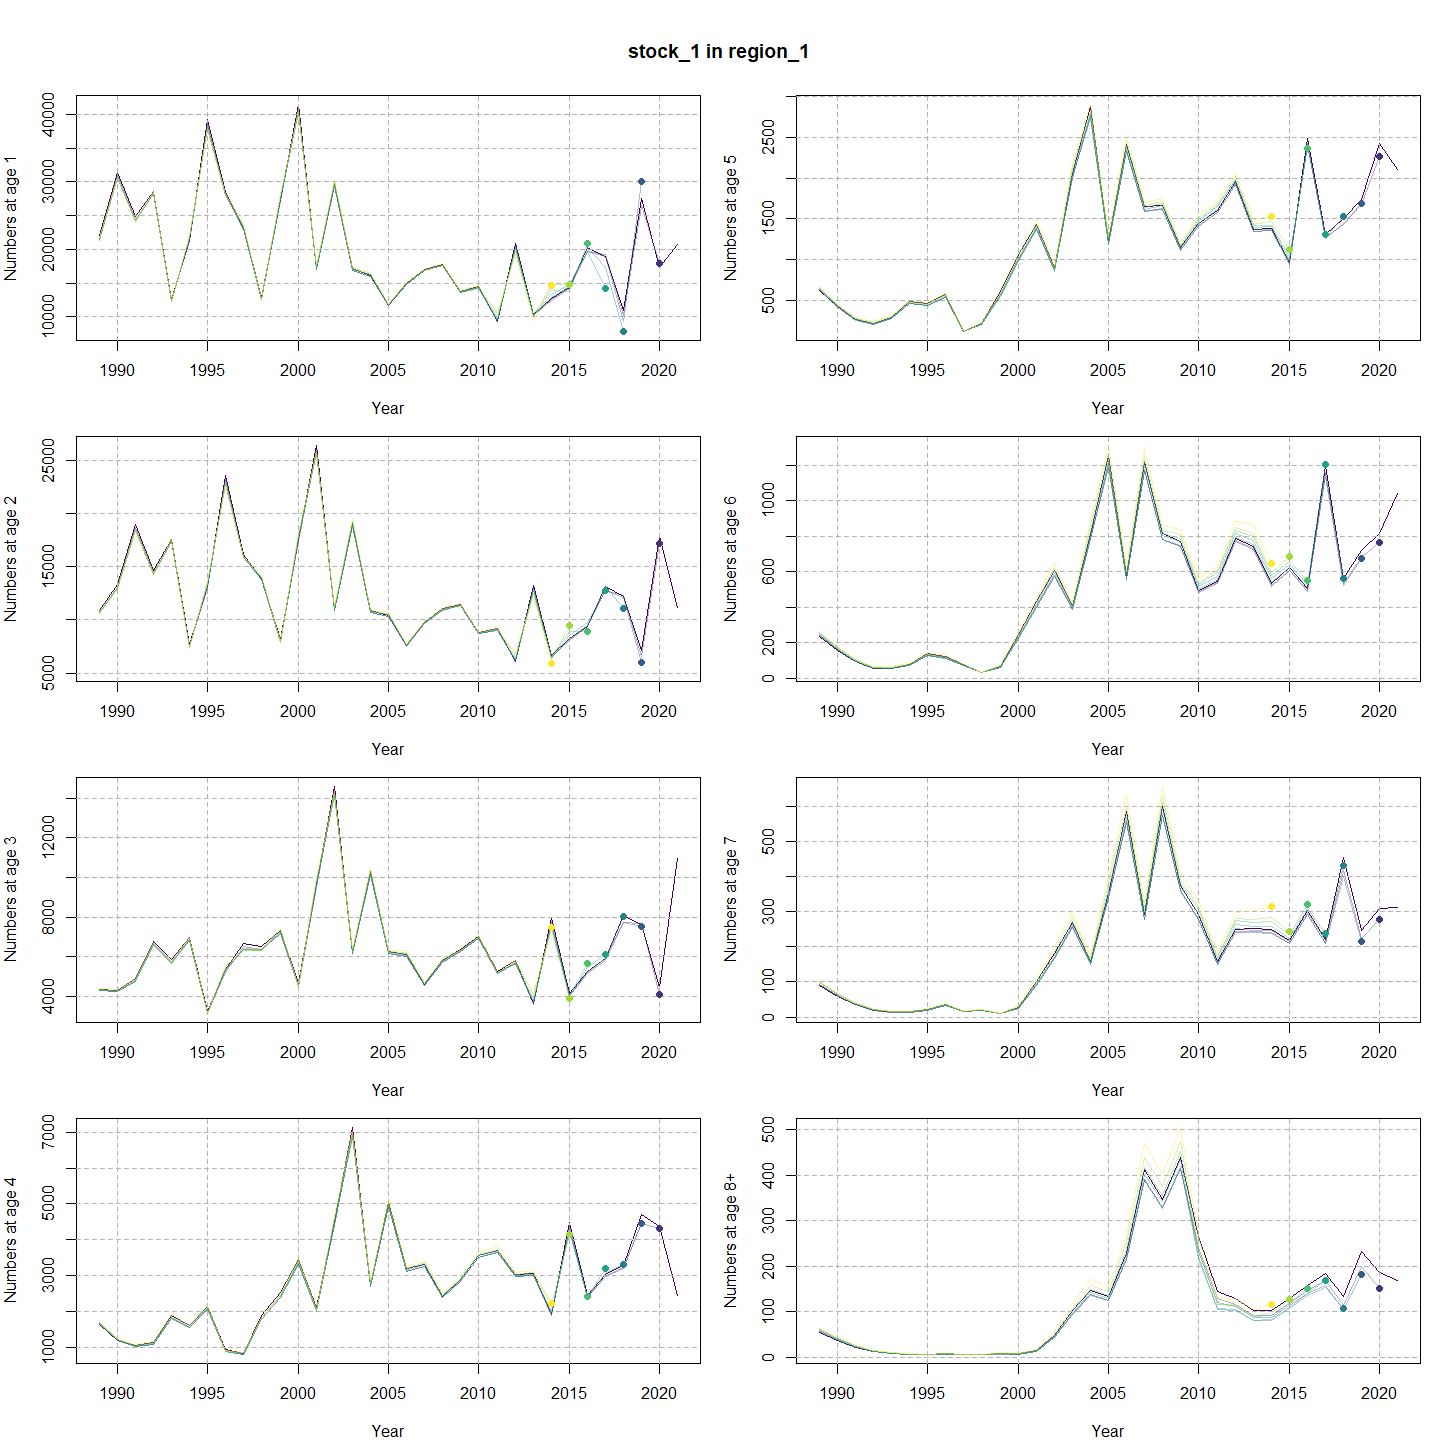 stock_1 in region_1
Numbers at age 1
10000 20000 30000 40000
1990 1995 2000 2005 2010 2015 2020
Year
Numbers at age 5
500 1500 2500
1990 1995 2000 2005 2010 2015 2020
Year
Numbers at age 2
5000 15000 25000
1990 1995 2000 2005 2010 2015 2020
Year
Numbers at age 6
0 200 600 1000
1990 1995 2000 2005 2010 2015 2020
Year
Numbers at age 3
4000 8000 12000
1990 1995 2000 2005 2010 2015 2020
Year
Numbers at age 7
0 100 300 500
1990 1995 2000 2005 2010 2015 2020
Year
Numbers at age 4
1000 3000 5000 7000
1990 1995 2000 2005 2010 2015 2020
Year
Numbers at age 8+
0 100 200 300 400 500
1990 1995 2000 2005 2010 2015 2020
Year